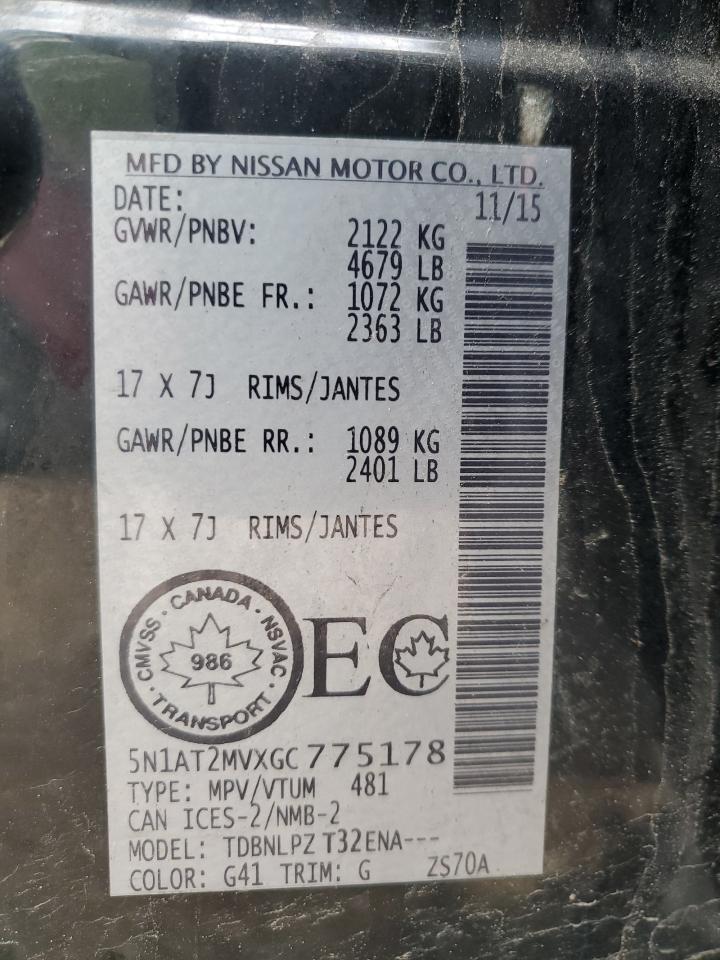 MFD BY NISSAN MOTOR CO., LTD.
DATE: 11/15
GVWR/PNBV: 2122 KG
4679 LB
GAWR/PNBE FR.: 1072 KG
2363 LB
17 X 7J RIMS/JANTES
GAWR/PNBE RR.: 1089 KG
2401 LB
17 X 7J RIMS/JANTES
CMVSS · CANADA · NSVAC · TRANSPORT ·
986
EC
5N1AT2MVXGC775178
TYPE: MPV/VTUM 481
CAN ICES-2/NMB-2
MODEL: TDBNLPZ T32ENA---
COLOR: G41 TRIM: G ZS70A